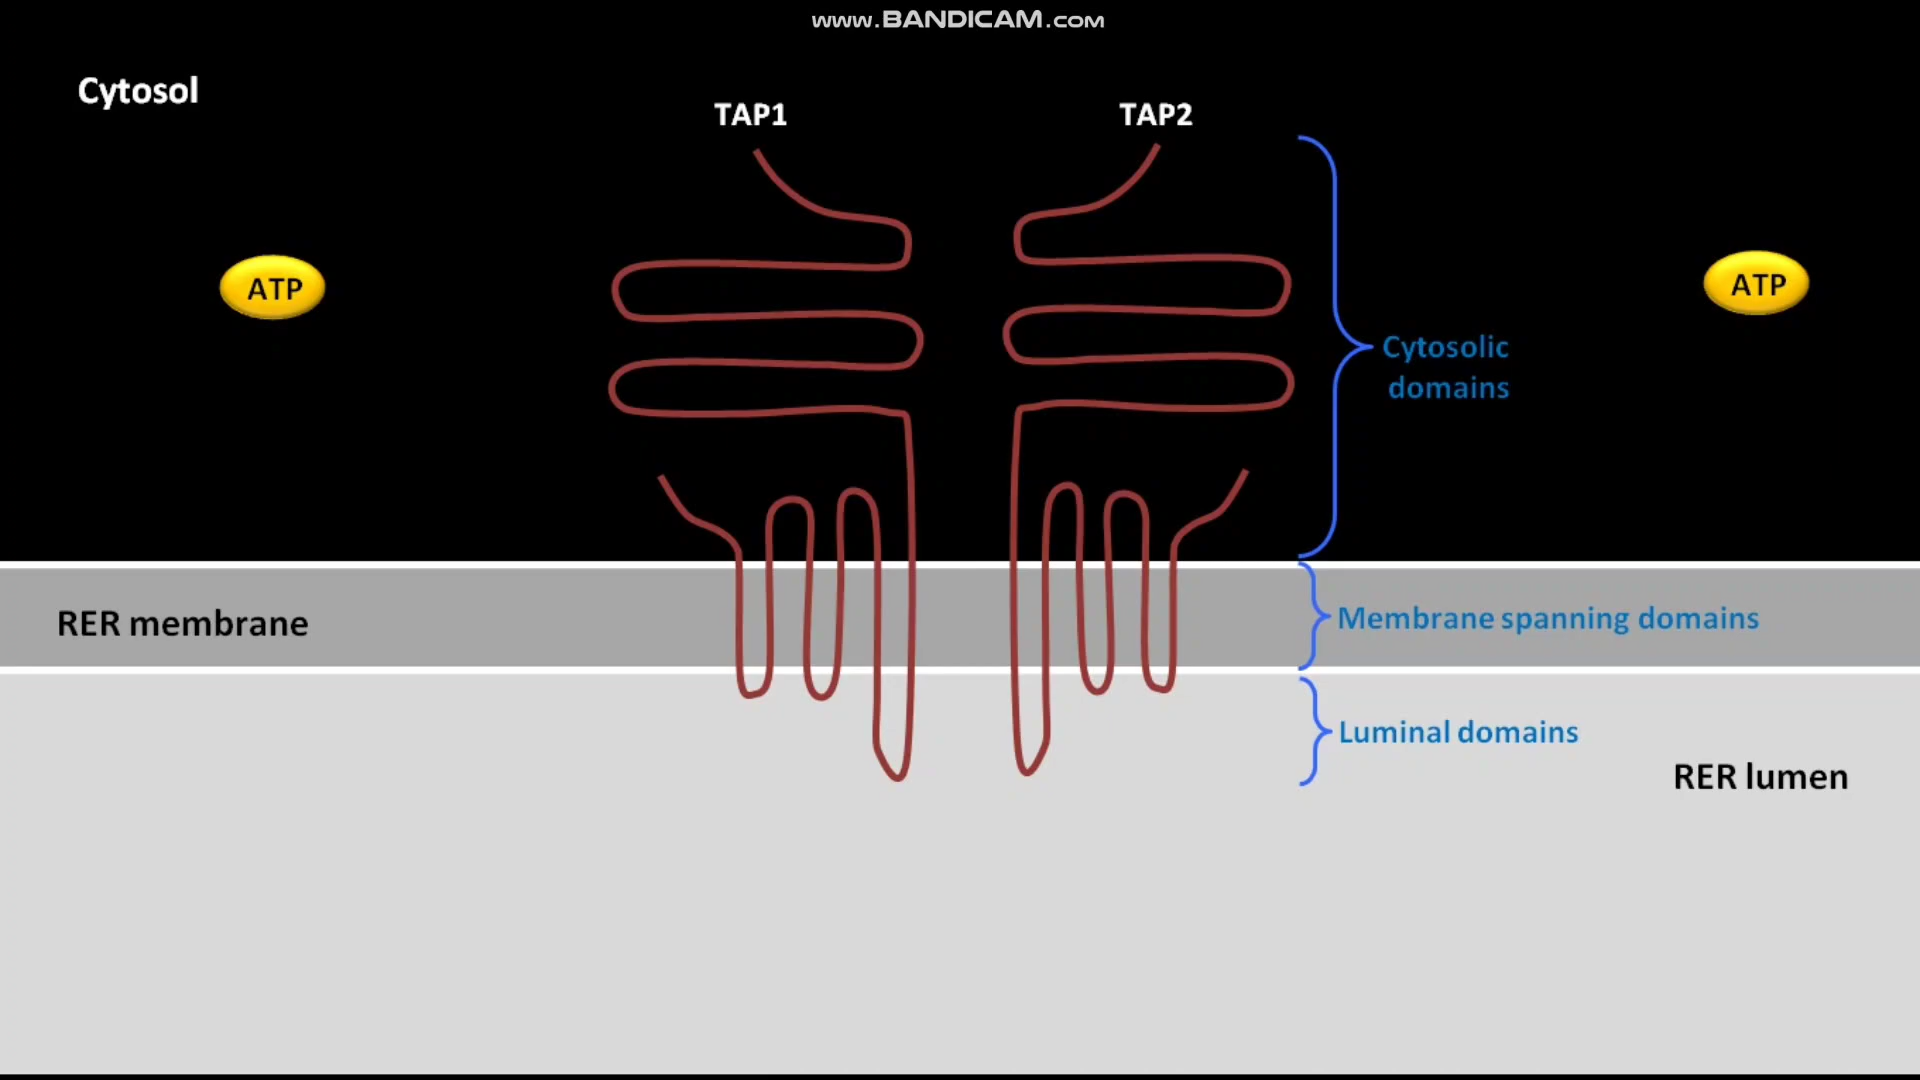 www.BANDICAM.com
Cytosol
TAP1
TAP2
ATP
ATP
Cytosolic
domains
RER membrane
Membrane spanning domains
Luminal domains
RER lumen